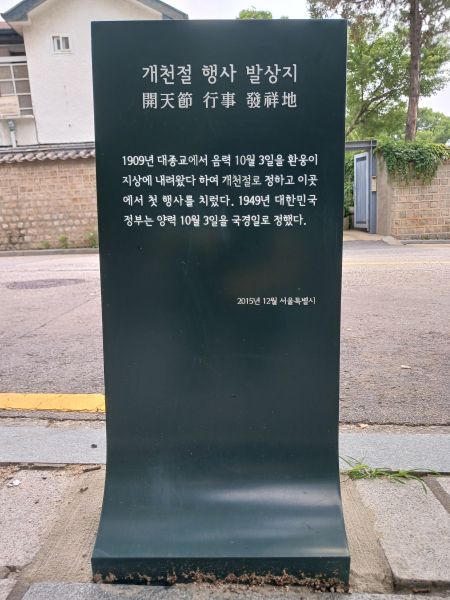 개천절 행사 발상지
開天節 行事 發祥地
1909년 대종교에서 음력 10월 3일을 환웅이
지상에 내려왔다 하여 개천절로 정하고 이곳
에서 첫 행사를 치렀다. 1949년 대한민국
정부는 양력 10월 3일을 국경일로 정했다.
2015년 12월 서울특별시